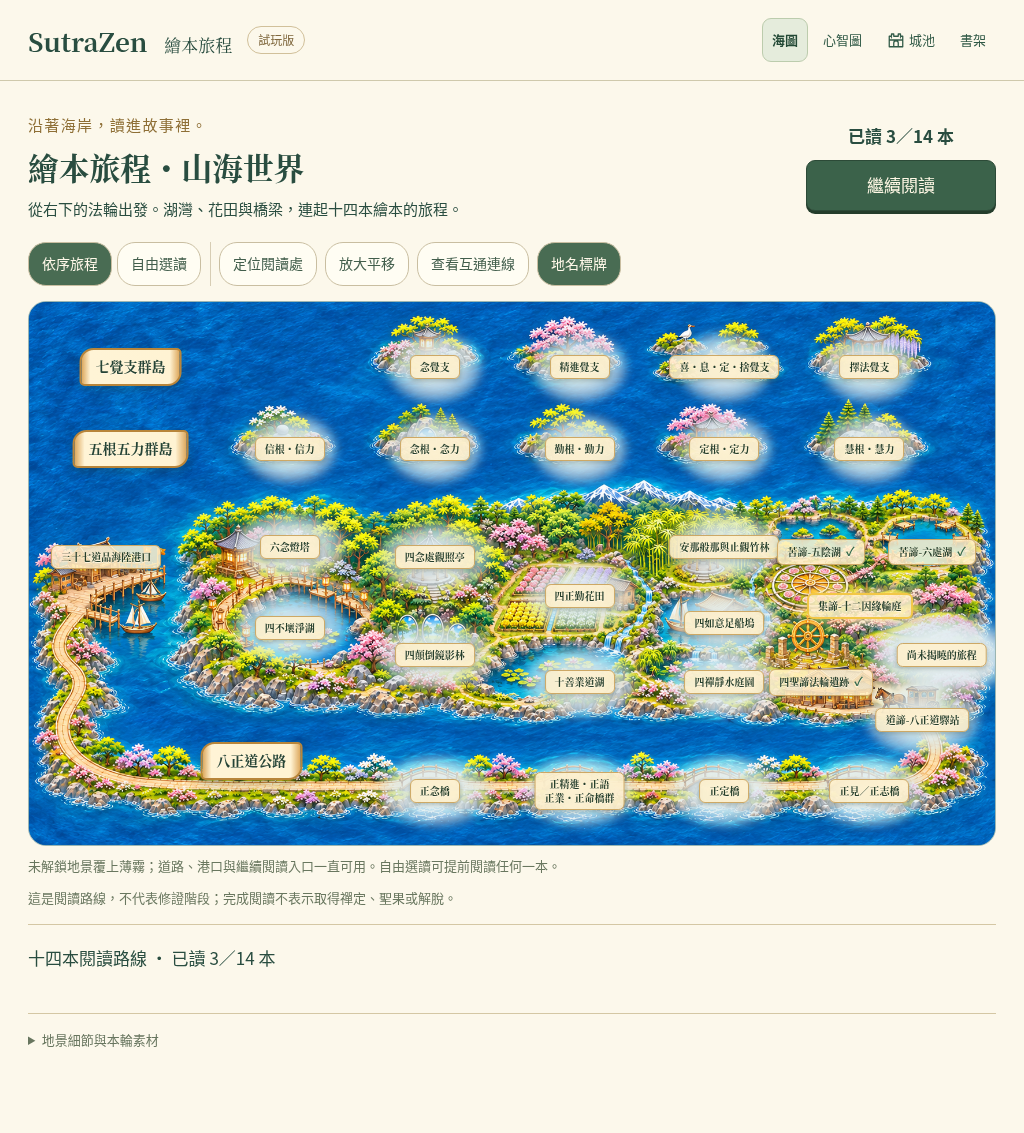 SutraZen 繪本旅程 試玩版
海圖 心智圖 城池 書架
沿著海岸，讀進故事裡。
繪本旅程・山海世界
從右下的法輪出發。湖灣、花田與橋梁，連起十四本繪本的旅程。
已讀 3／14 本
繼續閱讀
依序旅程 自由選讀 定位閱讀處 放大平移 查看互通連線 地名標牌
七覺支群島
念覺支
精進覺支
喜・息・定・捨覺支
擇法覺支
五根五力群島
信根・信力
念根・念力
勤根・勤力
定根・定力
慧根・慧力
三十七道品海陸港口
六念燈塔
四念處觀照亭
安那般那與止觀竹林
苦諦-五陰湖 ✓
苦諦-六處湖 ✓
四正勤花田
集諦-十二因緣輪庭
四不壞淨湖
四如意足船塢
四顛倒鏡影林
尚未揭曉的旅程
十善業道湖
四禪靜水庭園
四聖諦法輪遺跡 ✓
道諦-八正道驛站
八正道公路
正念橋
正精進・正語
正業・正命橋群
正定橋
正見／正志橋
未解鎖地景覆上薄霧；道路、港口與繼續閱讀入口一直可用。自由選讀可提前閱讀任何一本。
這是閱讀路線，不代表修證階段；完成閱讀不表示取得禪定、聖果或解脫。
十四本閱讀路線 ・ 已讀 3／14 本
▶ 地景細節與本輪素材